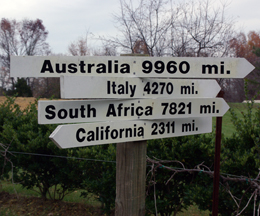 Australia 9960 mi.
Italy 4270 mi.
South Africa 7821 mi.
California 2311 mi.